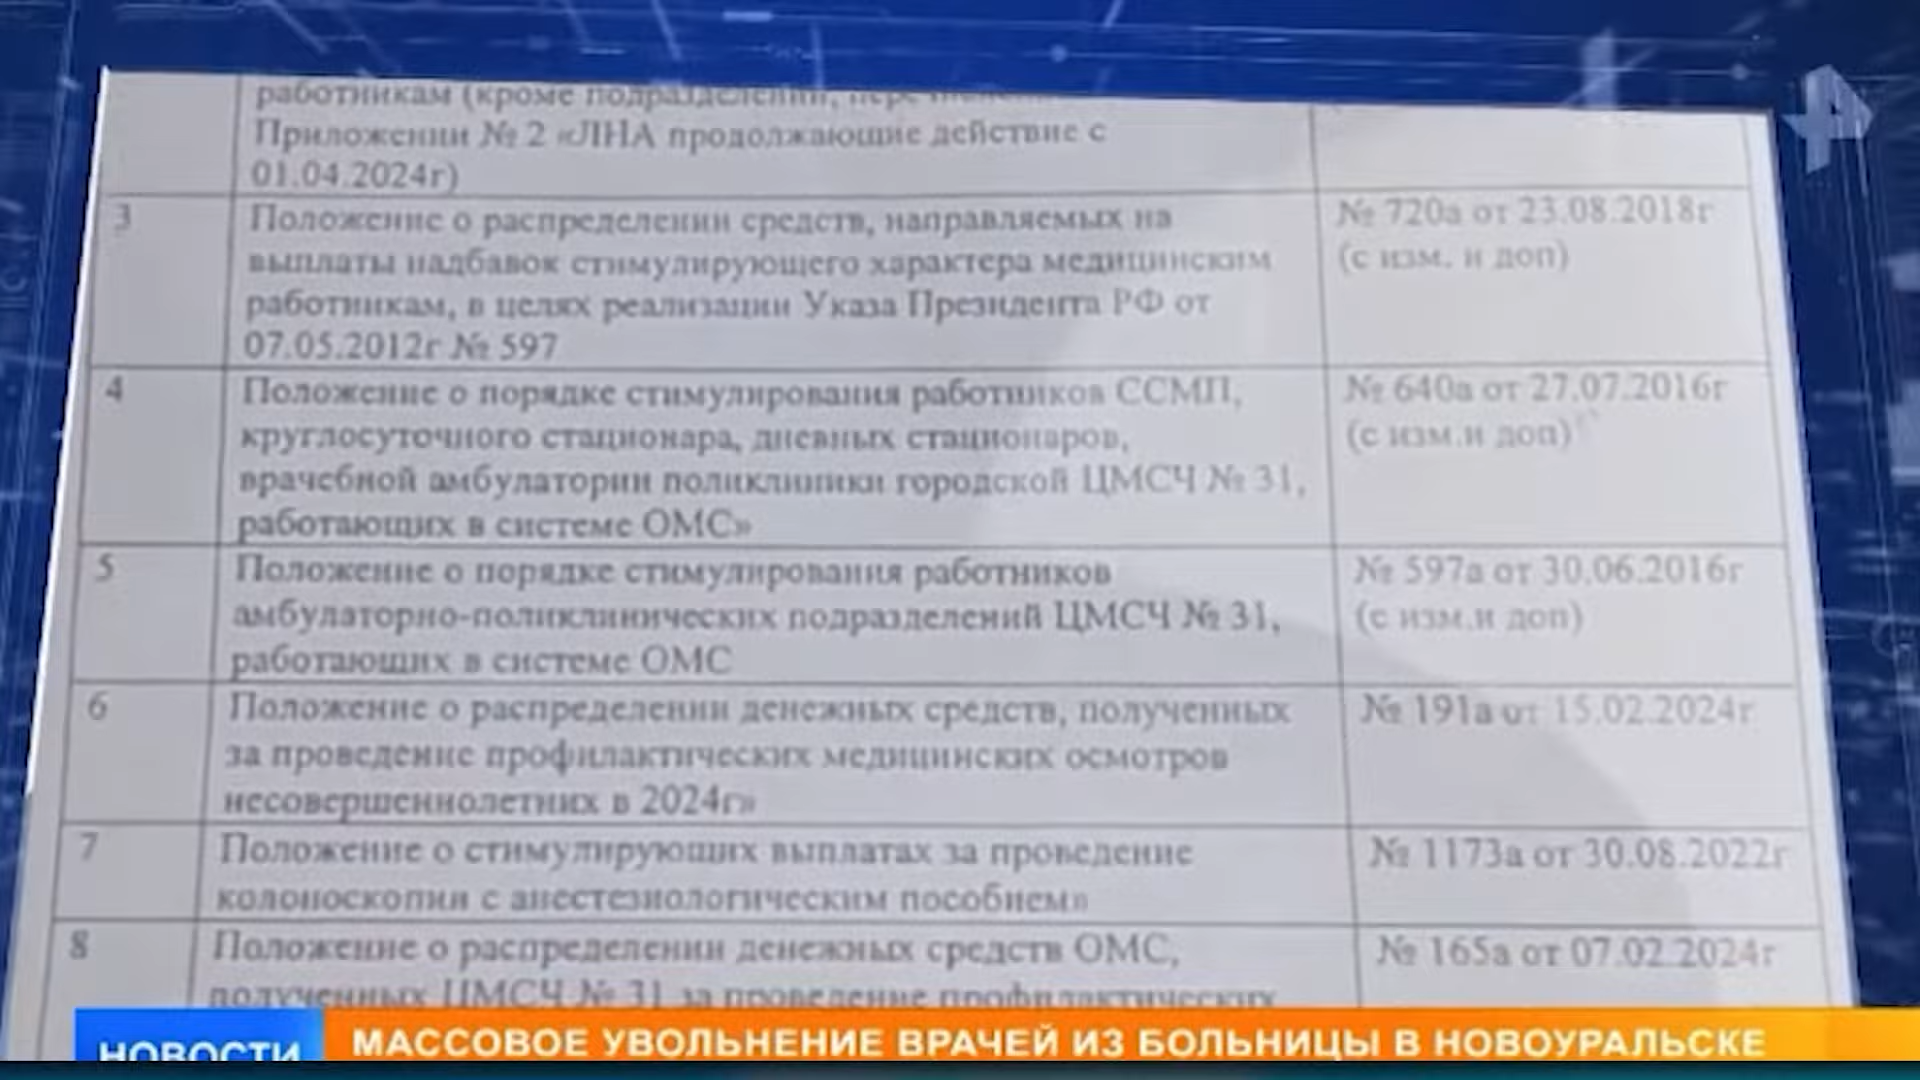 работникам (кроме подразделений,
Приложении № 2 «ЛНА продолжающие действие с
01.04.2024г)
3
Положение о распределении средств, направляемых на
выплаты надбавок стимулирующего характера медицинским
работникам, в целях реализации Указа Президента РФ от
07.05.2012г № 597
№ 720а от 23.08.2018г
(с изм. и доп)
4
Положение о порядке стимулирования работников ССМП,
круглосуточного стационара, дневных стационаров,
врачебной амбулатории поликлиники городской ЦМСЧ № 31,
работающих в системе ОМС»
№ 640а от 27.07.2016г
(с изм.и доп)
5
Положение о порядке стимулирования работников
амбулаторно-поликлинических подразделений ЦМСЧ № 31,
работающих в системе ОМС
№ 597а от 30.06.2016г
(с изм.и доп)
6
Положение о распределении денежных средств, полученных
за проведение профилактических медицинских осмотров
несовершеннолетних в 2024г»
№ 191а от 15.02.2024г
7
Положение о стимулирующих выплатах за проведение
колоноскопии с анестезиологическим пособием»
№ 1173а от 30.08.2022г
8
Положение о распределении денежных средств ОМС,
полученных ЦМСЧ № 31 за проведение профилактических
№ 165а от 07.02.2024г
НОВОСТИ
МАССОВОЕ УВОЛЬНЕНИЕ ВРАЧЕЙ ИЗ БОЛЬНИЦЫ В НОВОУРАЛЬСКЕ